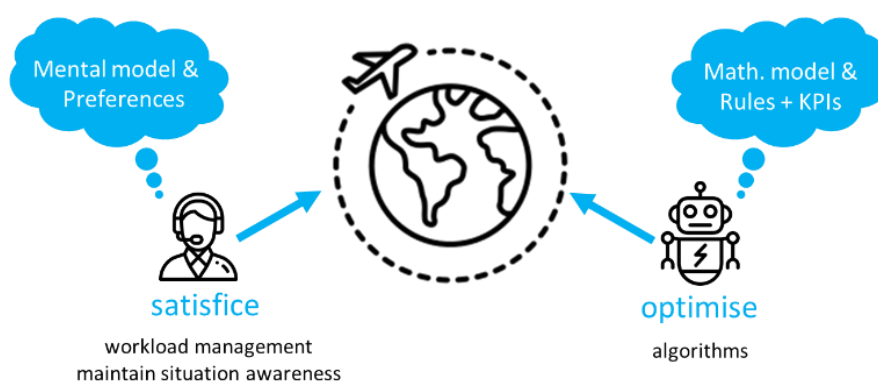 Mental model &
Preferences
Math. model &
Rules + KPIs
satisfice
workload management
maintain situation awareness
optimise
algorithms